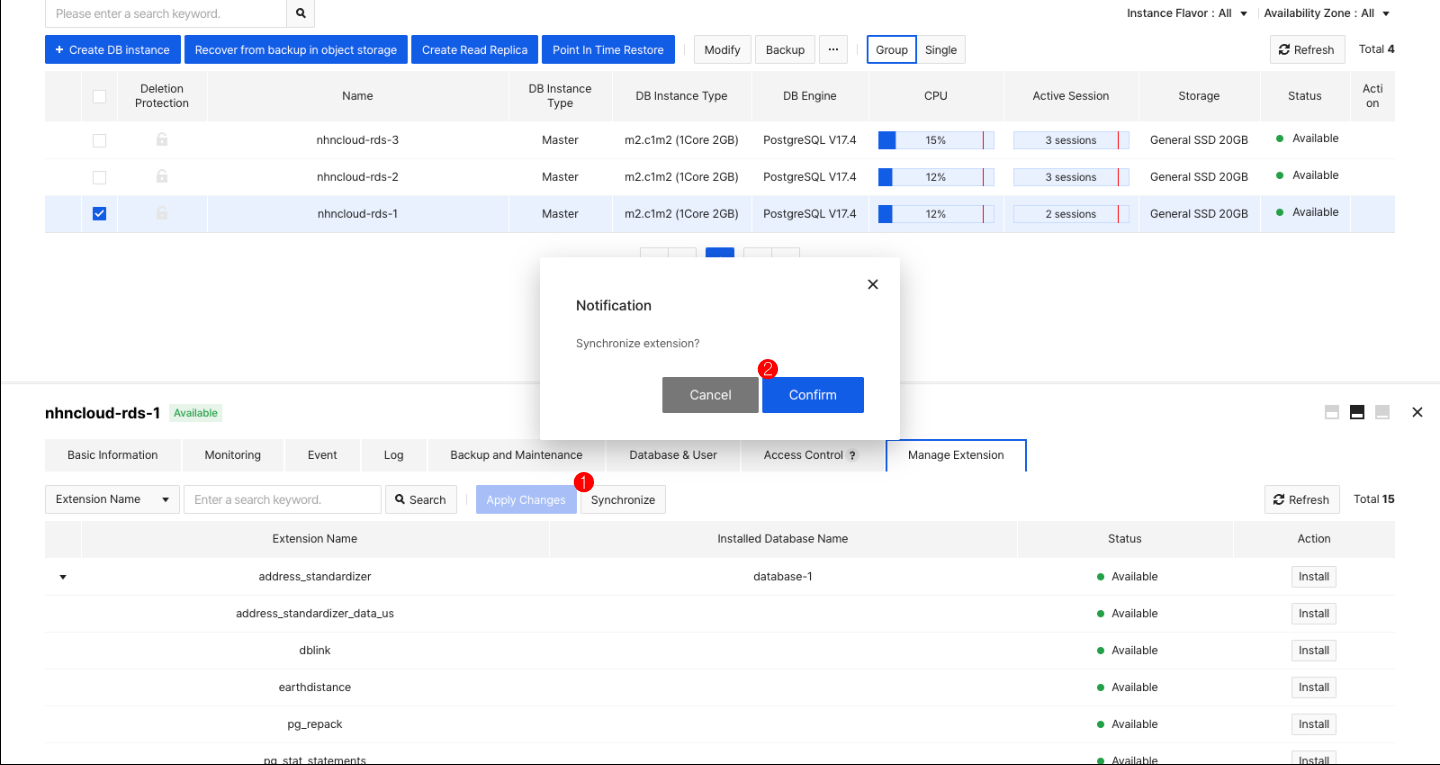 Please enter a search keyword.
Instance Flavor : All
Availability Zone : All
+ Create DB instance
Recover from backup in object storage
Create Read Replica
Point In Time Restore
Modify
Backup
···
Group
Single
Refresh
Total 4
Deletion
Protection
Name
DB Instance
Type
DB Instance Type
DB Engine
CPU
Active Session
Storage
Status
Acti
on
nhncloud-rds-3 Master m2.c1m2 (1Core 2GB) PostgreSQL V17.4 15% 3 sessions General SSD 20GB Available
nhncloud-rds-2 Master m2.c1m2 (1Core 2GB) PostgreSQL V17.4 12% 3 sessions General SSD 20GB Available
nhncloud-rds-1 Master m2.c1m2 (1Core 2GB) PostgreSQL V17.4 12% 2 sessions General SSD 20GB Available
Notification
Synchronize extension?
2
Cancel
Confirm
nhncloud-rds-1 Available
Basic Information
Monitoring
Event
Log
Backup and Maintenance
Database & User
Access Control ?
Manage Extension
1
Extension Name
Enter a search keyword.
Search
Apply Changes
Synchronize
Refresh
Total 15
Extension Name Installed Database Name Status Action
address_standardizer database-1 Available Install
address_standardizer_data_us Available Install
dblink Available Install
earthdistance Available Install
pg_repack Available Install
pg_stat_statements Available Install